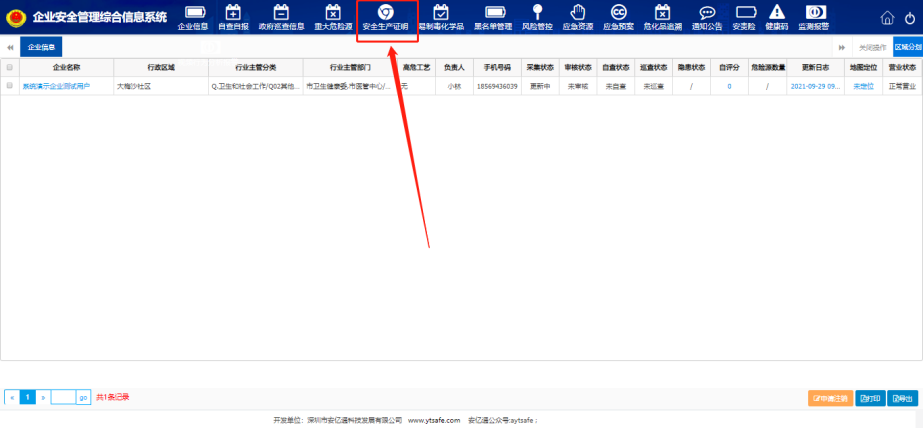 企业安全管理综合信息系统 企业信息 自查自报 政府巡查信息 重大危险源 安全生产证明 易制毒化学品 黑名单管理 风险管控 应急资源 应急预案 危化品追溯 通知公告 安责险 健康码 监测报警
企业信息 关闭操作 区域分划
企业名称 行政区域 行业主管分类 行业主管部门 高危工艺 负责人 手机号码 采集状态 审核状态 自查状态 巡查状态 隐患状态 自评分 危险源数量 更新日志 地图定位 营业状态
系统演示企业测试用户 大梅沙社区 Q.卫生和社会工作/Q02其他... 市卫生健康委,市医管中心/... 无 小林 18569436039 更新中 未审核 未自查 未巡查 / 0 / 2021-09-29 09... 未定位 正常营业
< 1 > go 共1条记录 申请注销 打印 导出
开发单位：深圳市安亿通科技发展有限公司 www.ytsafe.com 安亿通公众号:aytsafe ;